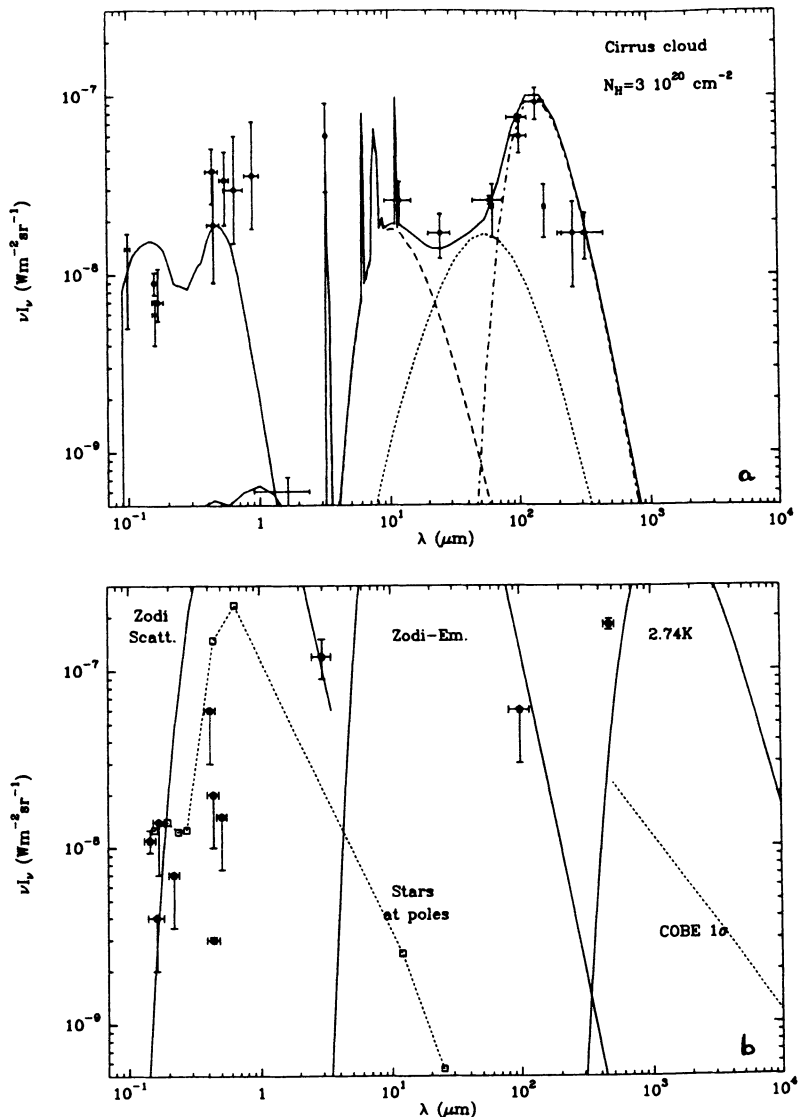 Cirrus cloud
N_H=3 10^20 cm^-2
10^-7
10^-8
10^-9
νI_ν (Wm^-2sr^-1)
a
10^-1 1 10^1 10^2 10^3 10^4
λ (μm)
Zodi
Scatt.
Zodi-Em.
2.74K
10^-7
10^-8
10^-9
νI_ν (Wm^-2sr^-1)
Stars
at poles
COBE 1σ
b
10^-1 1 10^1 10^2 10^3 10^4
λ (μm)